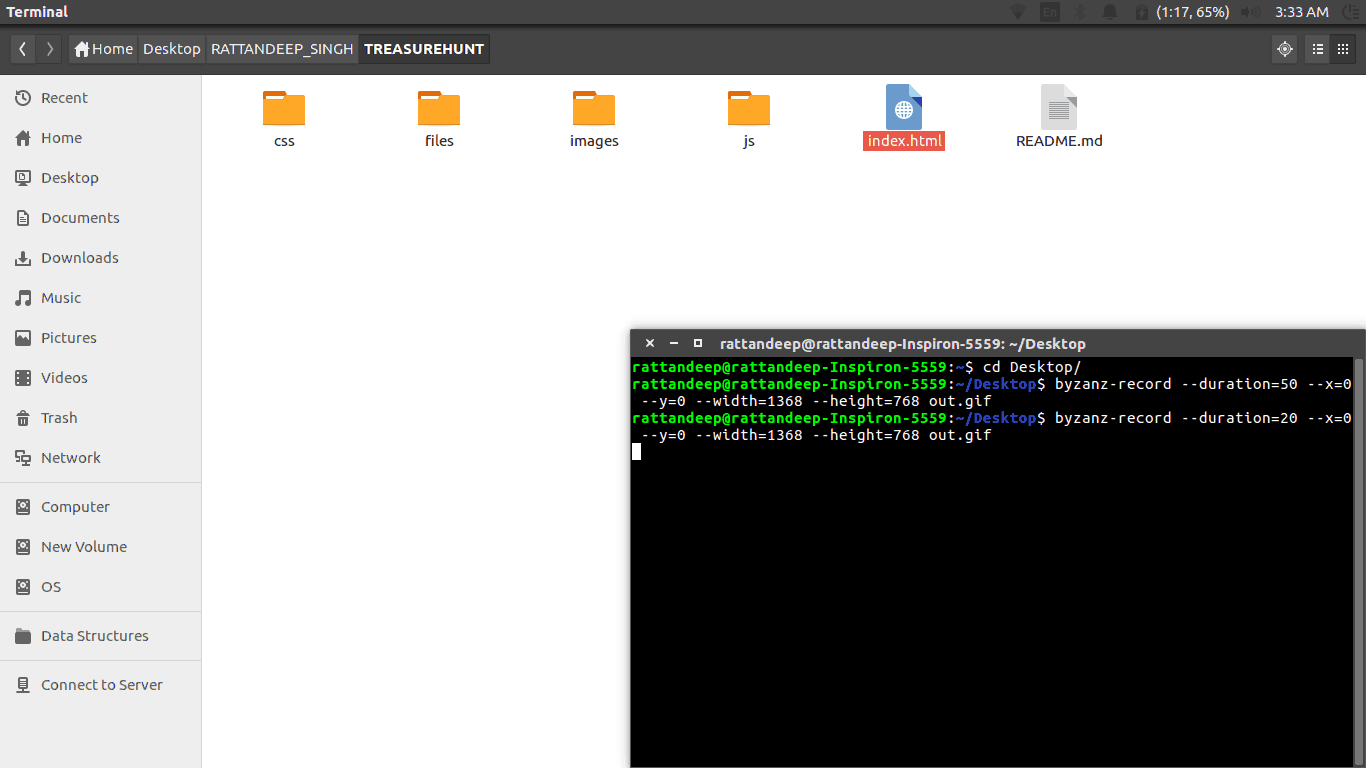 Terminal
En
(1:17, 65%)
3:33 AM
Home
Desktop
RATTANDEEP_SINGH
TREASUREHUNT
Recent
Home
Desktop
Documents
Downloads
Music
Pictures
Videos
Trash
Network
Computer
New Volume
OS
Data Structures
Connect to Server
css
files
images
js
index.html
README.md
rattandeep@rattandeep-Inspiron-5559: ~/Desktop
rattandeep@rattandeep-Inspiron-5559:~$ cd Desktop/
rattandeep@rattandeep-Inspiron-5559:~/Desktop$ byzanz-record --duration=50 --x=0
--y=0 --width=1368 --height=768 out.gif
rattandeep@rattandeep-Inspiron-5559:~/Desktop$ byzanz-record --duration=20 --x=0
--y=0 --width=1368 --height=768 out.gif